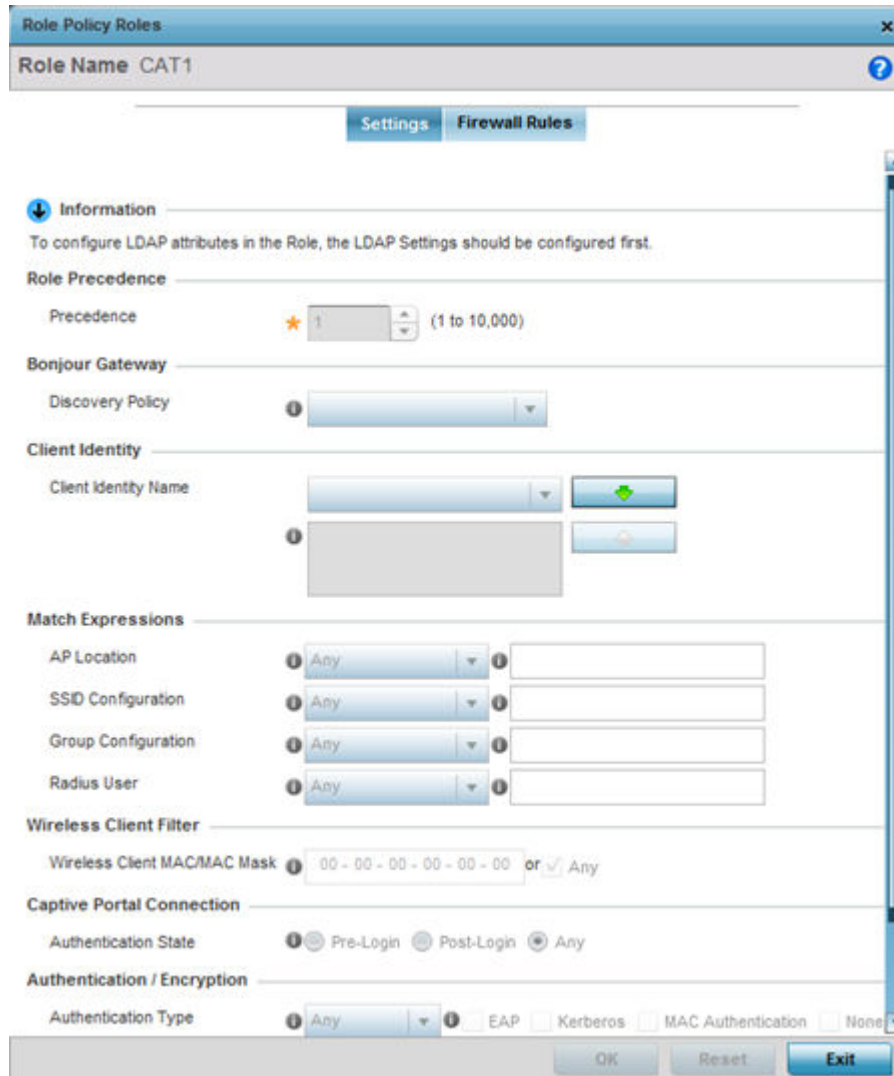 Role Policy Roles
Role Name CAT1
Settings Firewall Rules
Information
To configure LDAP attributes in the Role, the LDAP Settings should be configured first.
Role Precedence
Precedence * 1 (1 to 10,000)
Bonjour Gateway
Discovery Policy
Client Identity
Client Identity Name
Match Expressions
AP Location Any
SSID Configuration Any
Group Configuration Any
Radius User Any
Wireless Client Filter
Wireless Client MAC/MAC Mask 00 - 00 - 00 - 00 - 00 - 00 or Any
Captive Portal Connection
Authentication State Pre-Login Post-Login Any
Authentication / Encryption
Authentication Type Any EAP Kerberos MAC Authentication None
OK Reset Exit